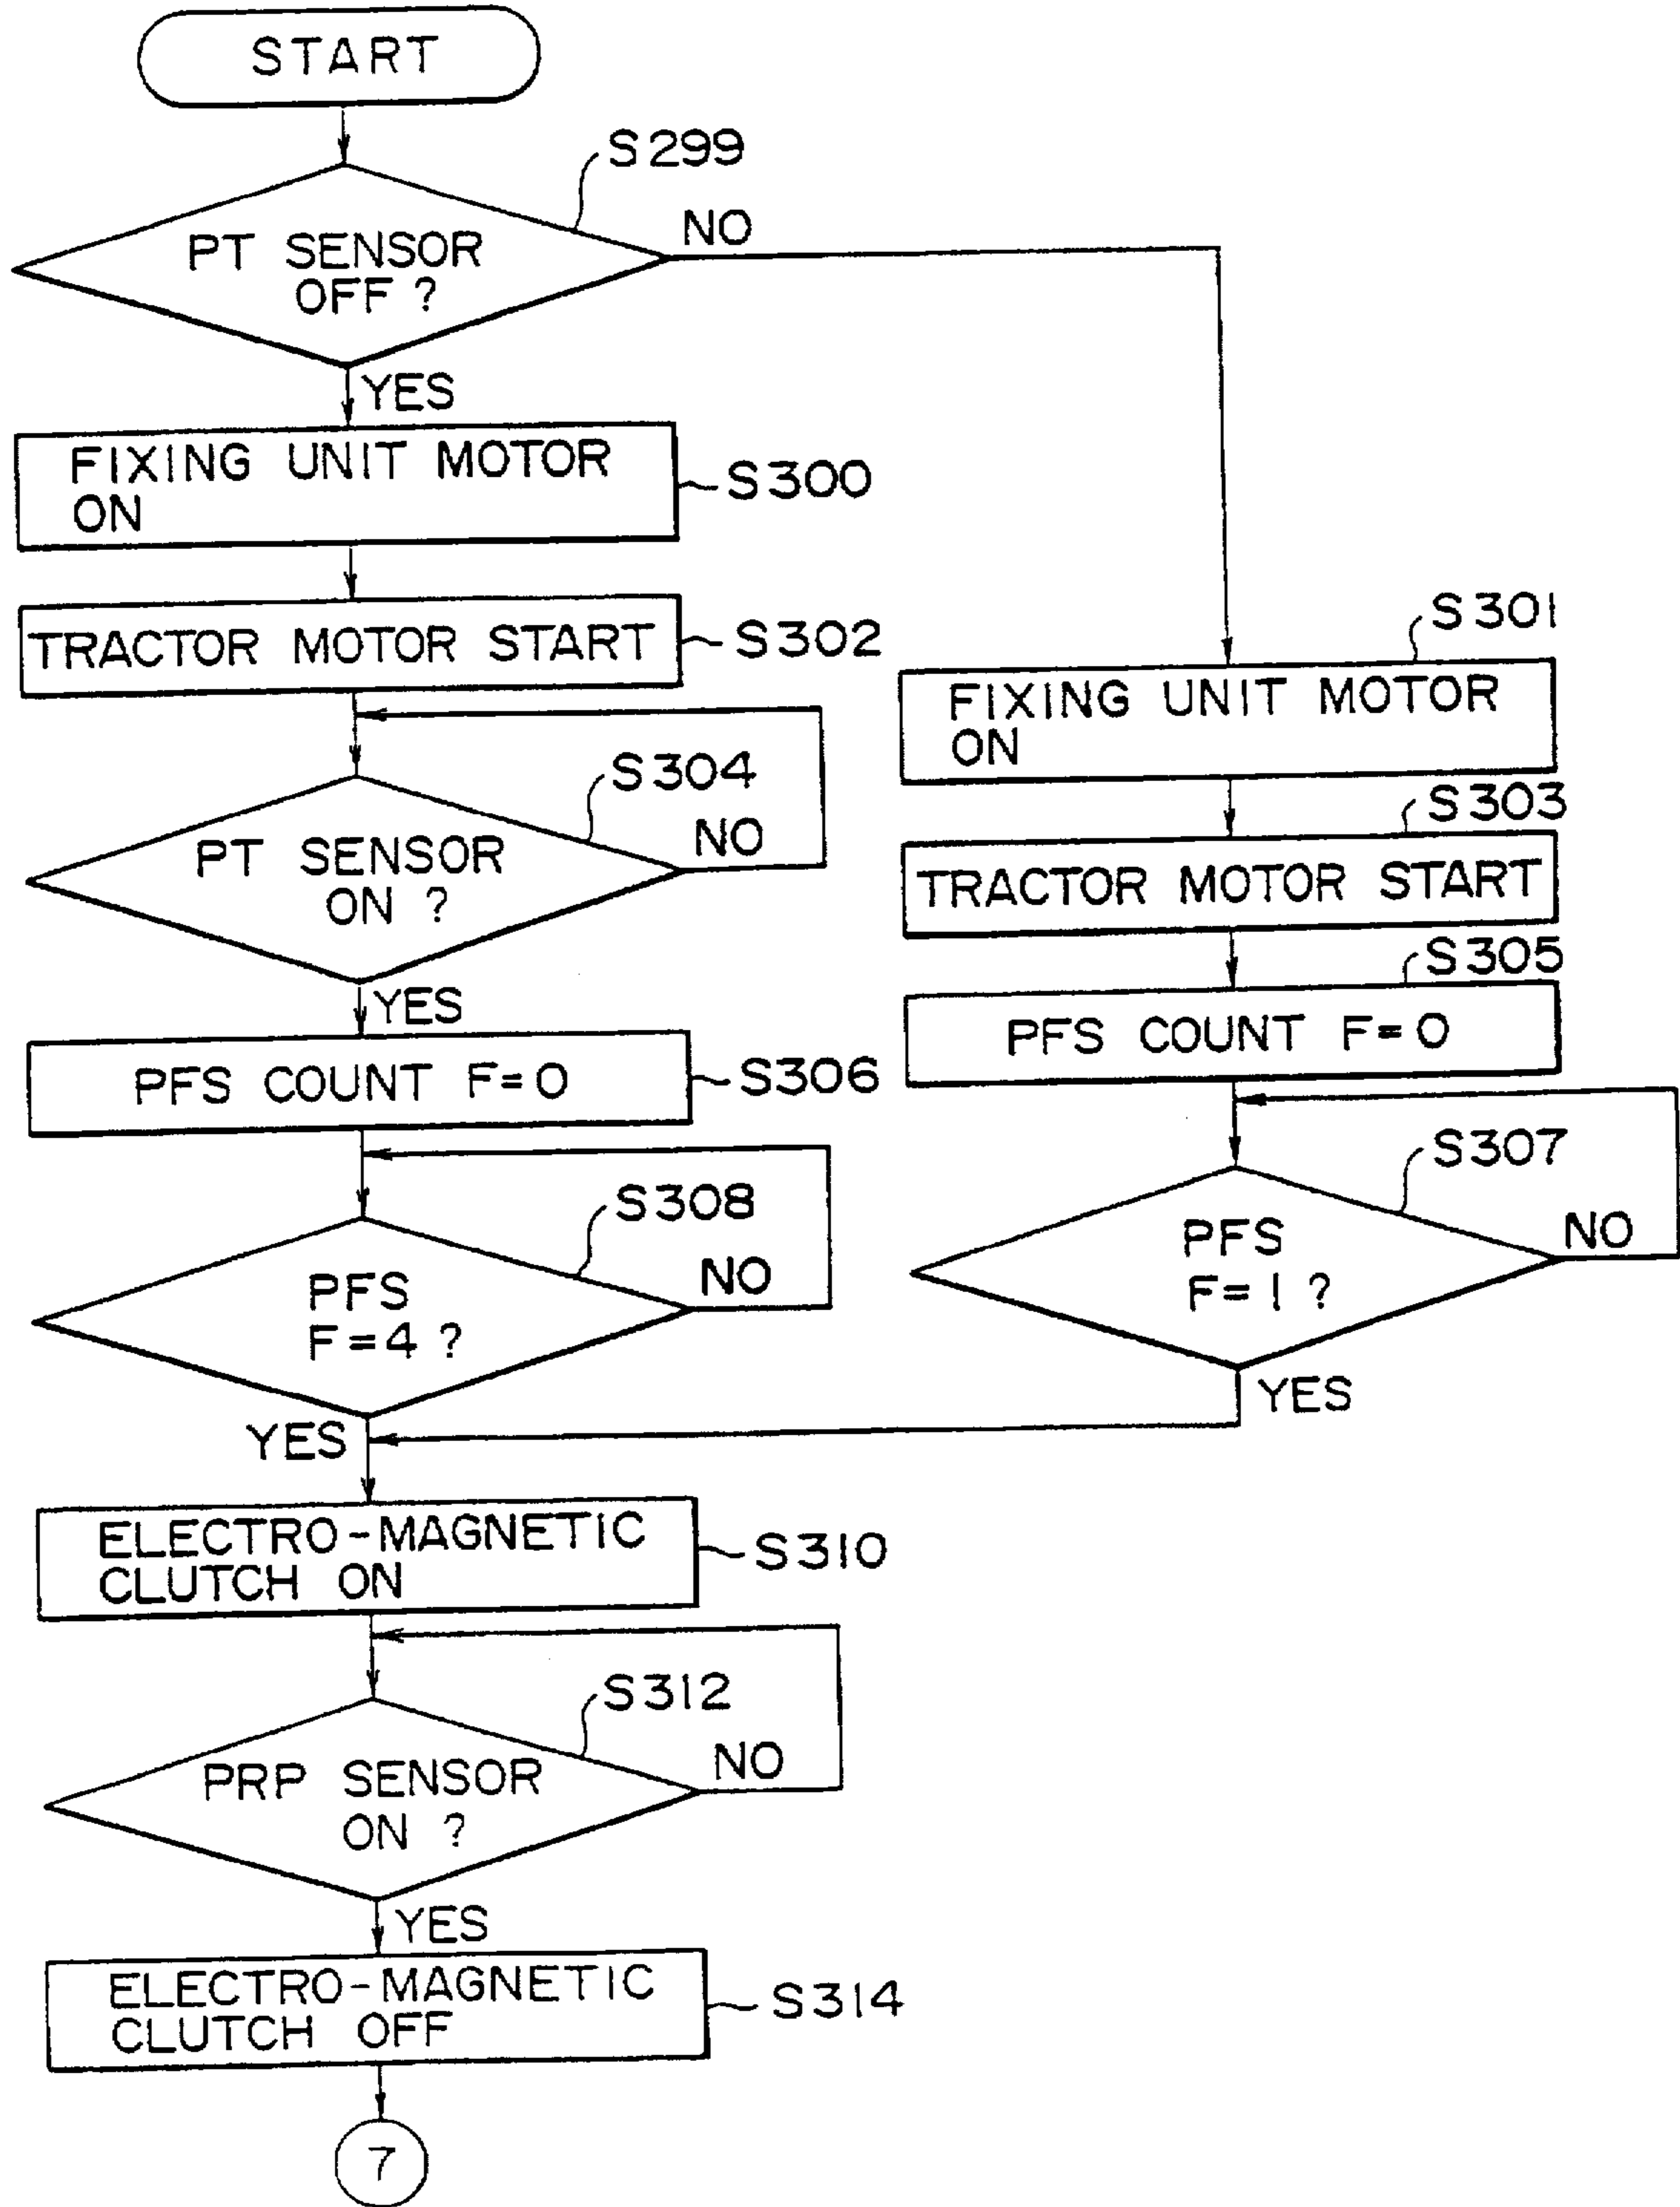 START
S299
PT SENSOR
OFF ?
NO
YES
FIXING UNIT MOTOR
ON
S300
TRACTOR MOTOR START
S302
S304
PT SENSOR
ON ?
NO
YES
PFS COUNT F=0
S306
S308
PFS
F=4 ?
NO
YES
S301
FIXING UNIT MOTOR
ON
S303
TRACTOR MOTOR START
S305
PFS COUNT F=0
S307
PFS
F=1 ?
NO
YES
ELECTRO-MAGNETIC
CLUTCH ON
S310
S312
PRP SENSOR
ON ?
NO
YES
ELECTRO-MAGNETIC
CLUTCH OFF
S314
7